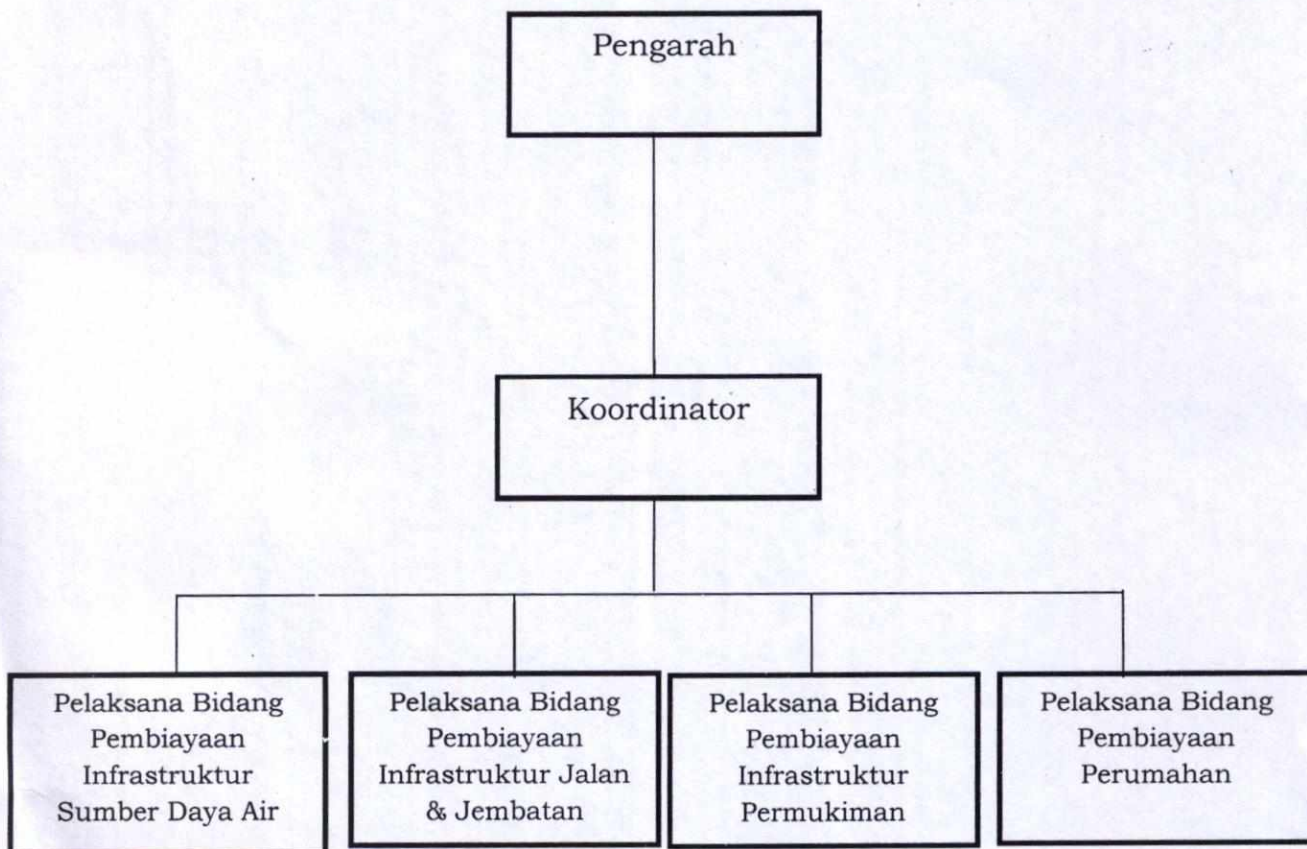 Pengarah
Koordinator
Pelaksana Bidang
Pembiayaan
Infrastruktur
Sumber Daya Air
Pelaksana Bidang
Pembiayaan
Infrastruktur Jalan
& Jembatan
Pelaksana Bidang
Pembiayaan
Infrastruktur
Permukiman
Pelaksana Bidang
Pembiayaan
Perumahan